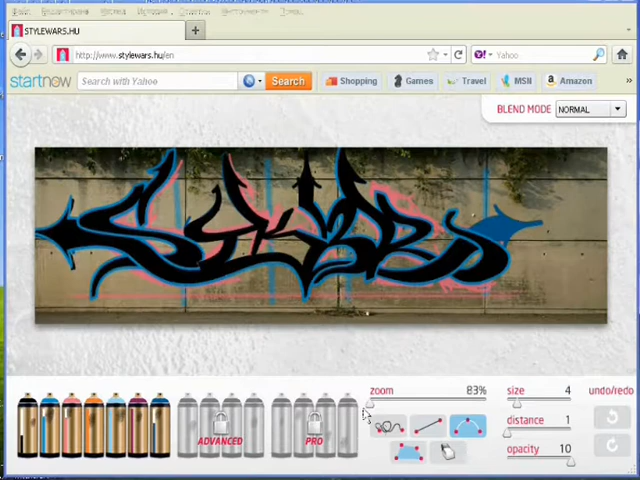 STYLEWARS.HU
http://www.stylewars.hu/en
Yahoo
startnow
Search with Yahoo
Search
Shopping
Games
Travel
MSN
Amazon
»
BLEND MODE
NORMAL
zoom
83%
size
4
undo/redo
distance
1
opacity
10
ADVANCED
PRO